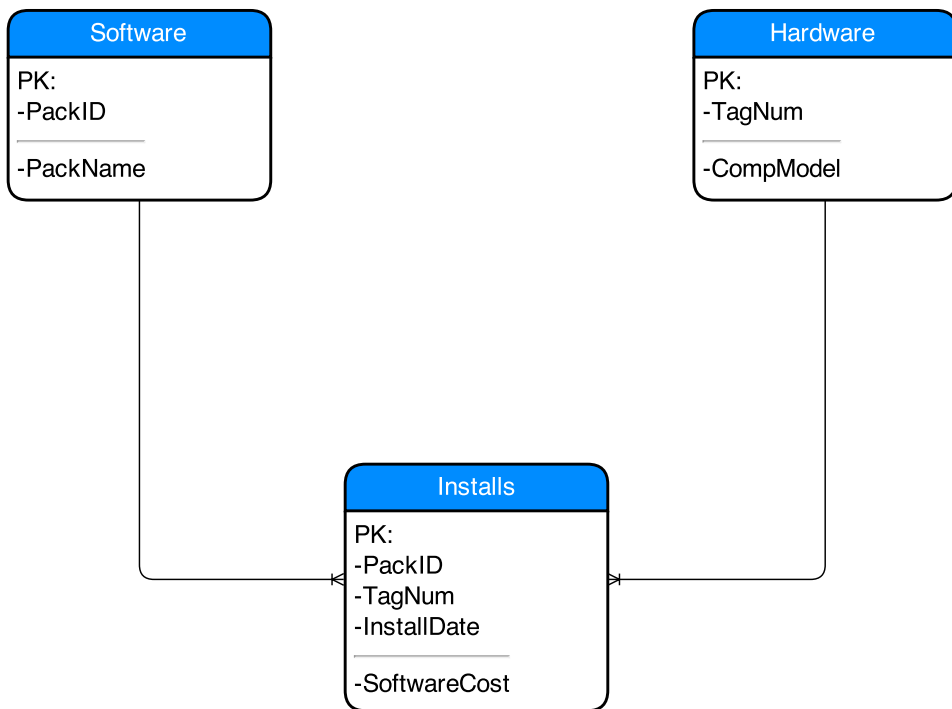 Software
PK:
-PackID
-PackName
Hardware
PK:
-TagNum
-CompModel
Installs
PK:
-PackID
-TagNum
-InstallDate
-SoftwareCost